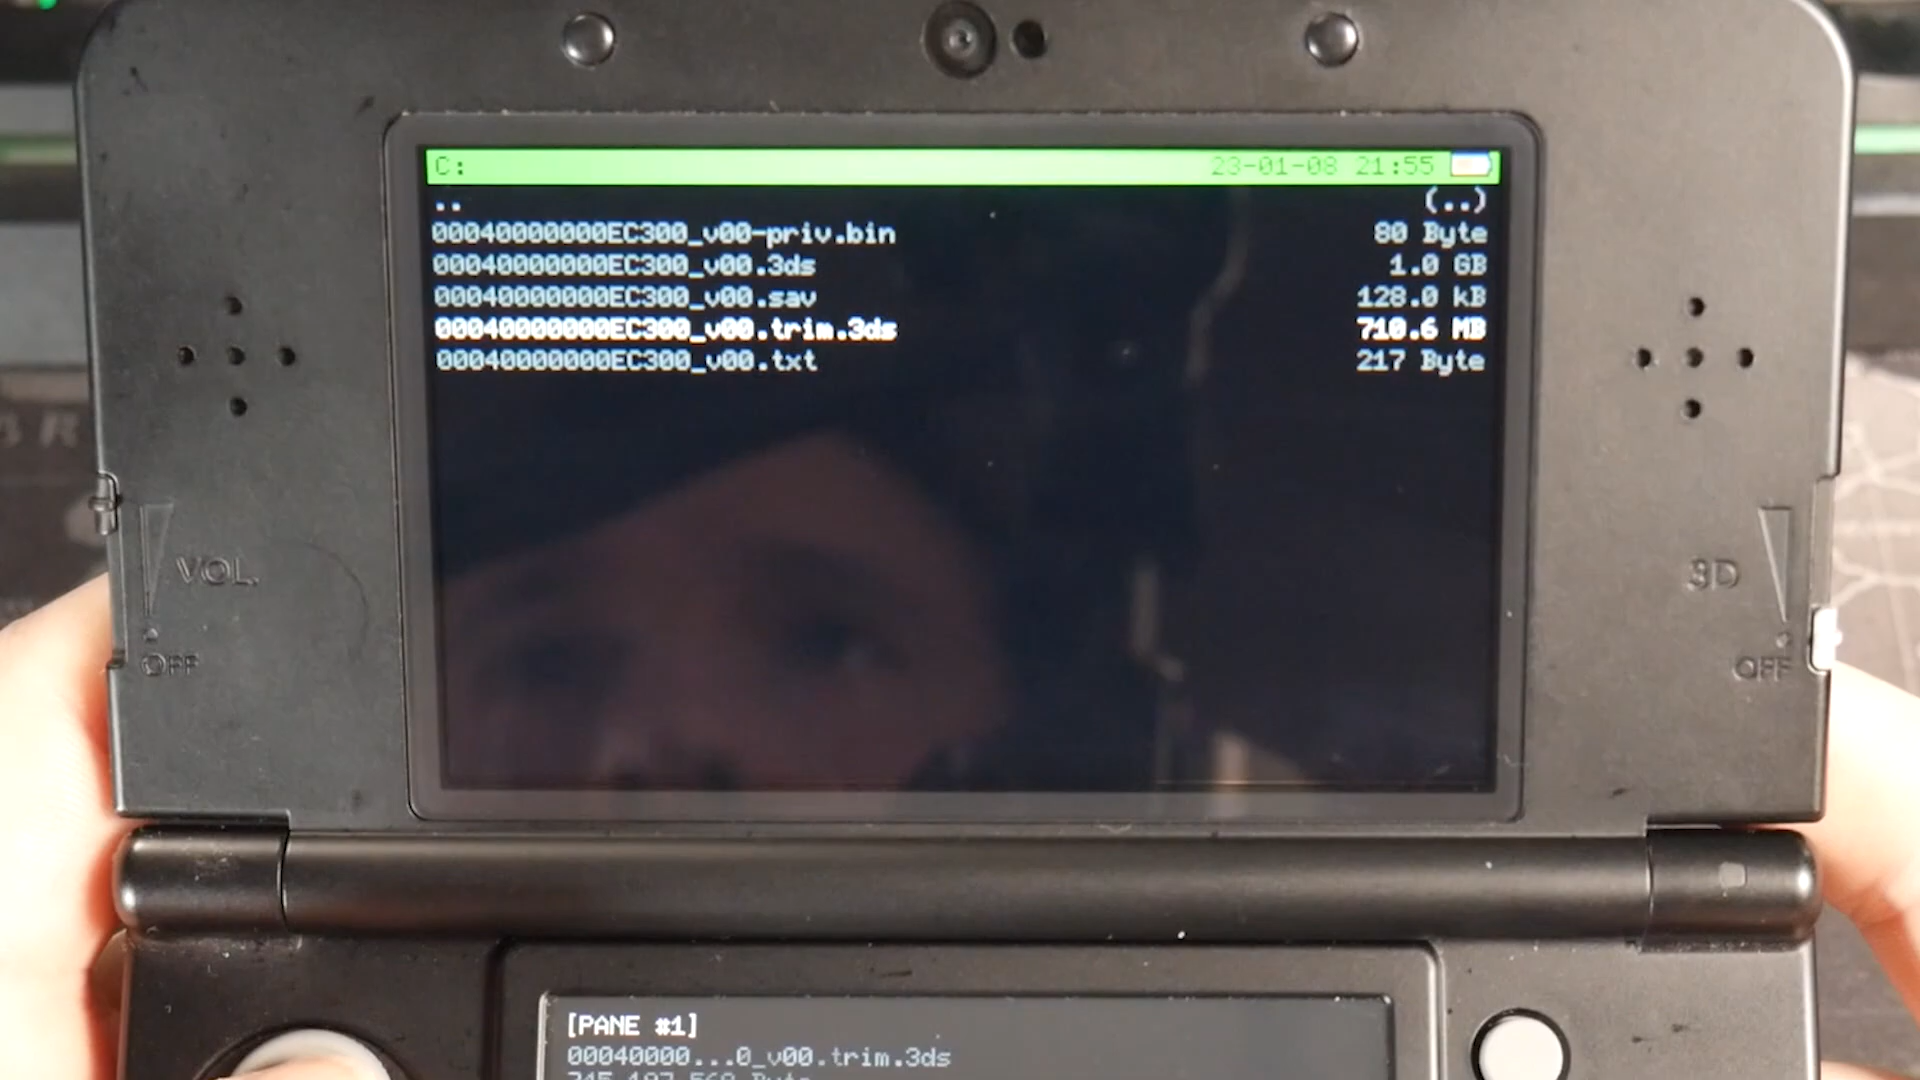 C: 23-01-08 21:55
.. (..)
00040000000EC300_v00-priv.bin 80 Byte
00040000000EC300_v00.3ds 1.0 GB
00040000000EC300_v00.sav 128.0 kB
00040000000EC300_v00.trim.3ds 710.6 MB
00040000000EC300_v00.txt 217 Byte
VOL.
OFF
3D
OFF
[PANE #1]
00040000...0_v00.trim.3ds